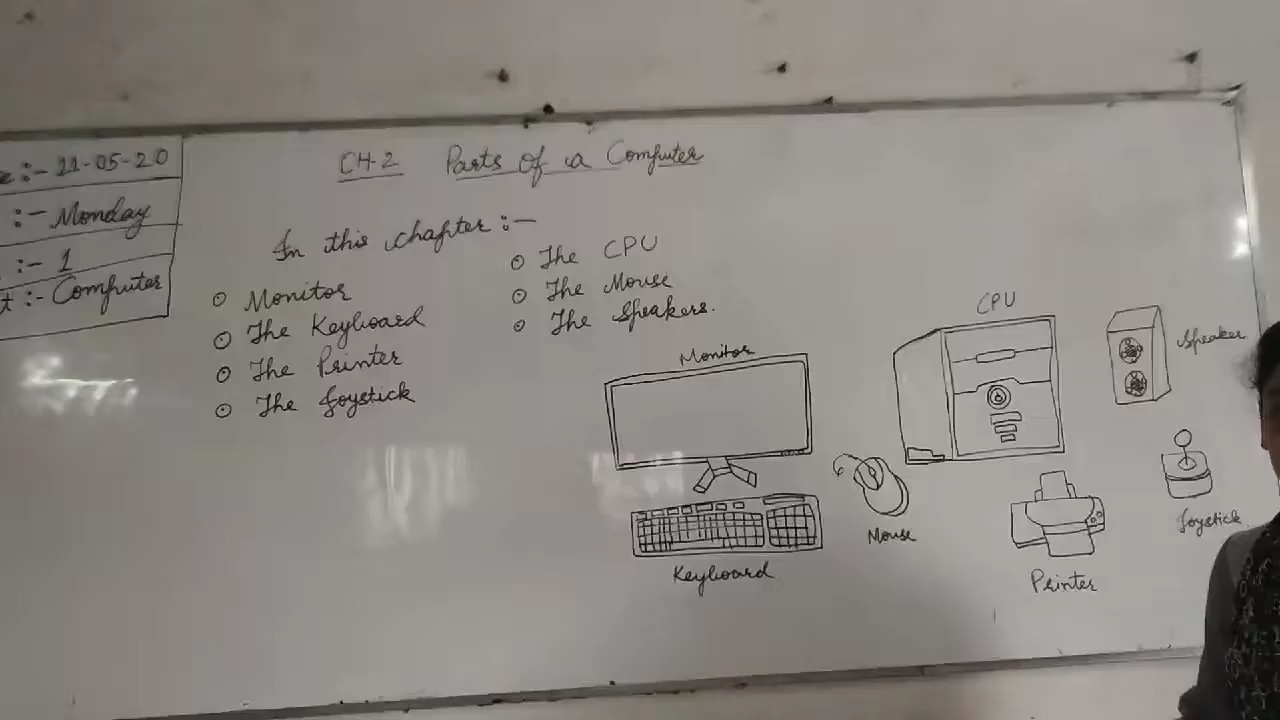 :- 11-05-20
:- Monday
:- 1
:- Computer
CH-2 Parts of a Computer
In this chapter :-
Monitor
The Keyboard
The Printer
The Joystick
The CPU
The Mouse
The Speakers.
Monitor
CPU
Speaker
Mouse
Joystick
Keyboard
Printer